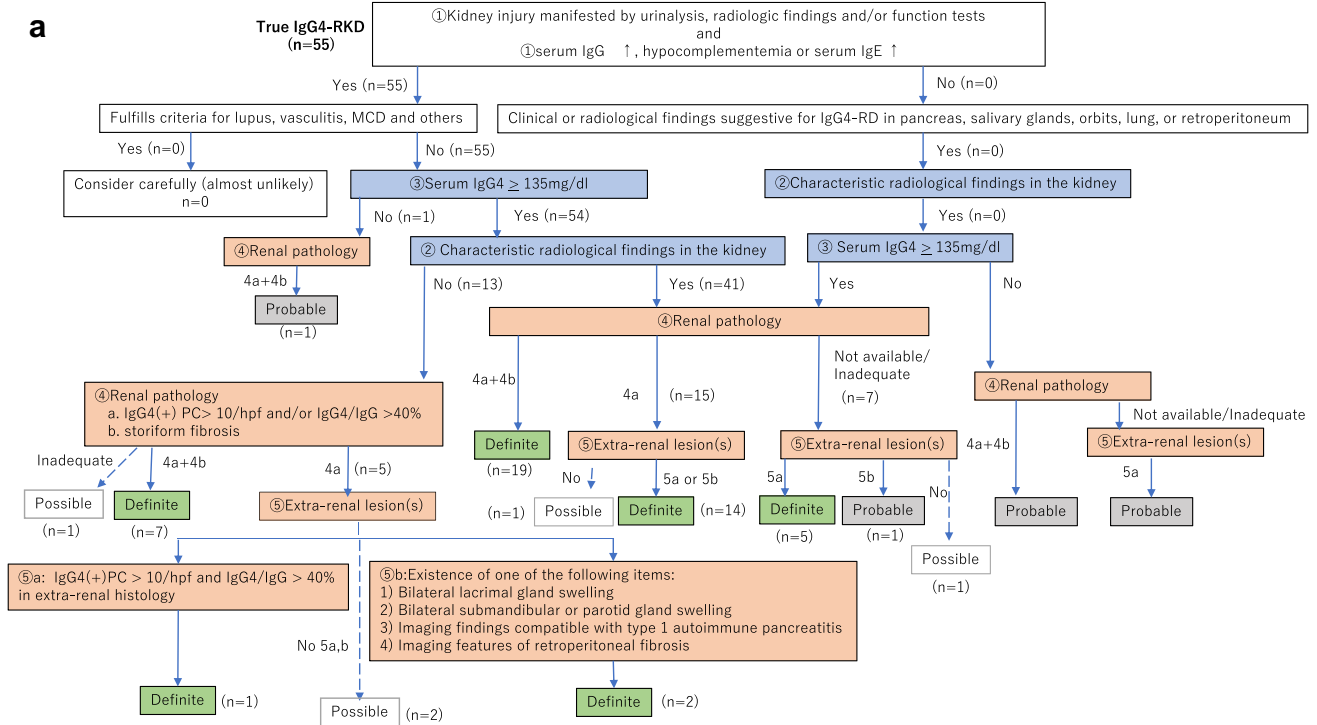 a
True IgG4-RKD
(n=55)
①Kidney injury manifested by urinalysis, radiologic findings and/or function tests
and
①serum IgG ↑, hypocomplementemia or serum IgE ↑
Yes (n=55)
No (n=0)
Fulfills criteria for lupus, vasculitis, MCD and others
Clinical or radiological findings suggestive for IgG4-RD in pancreas, salivary glands, orbits, lung, or retroperitoneum
Yes (n=0)
No (n=55)
Yes (n=0)
Consider carefully (almost unlikely)
n=0
③Serum IgG4 ≥ 135mg/dl
②Characteristic radiological findings in the kidney
No (n=1)
Yes (n=54)
Yes (n=0)
④Renal pathology
② Characteristic radiological findings in the kidney
③ Serum IgG4 ≥ 135mg/dl
4a+4b
No (n=13)
Yes (n=41)
Yes
No
Probable
(n=1)
④Renal pathology
4a+4b
4a
(n=15)
Not available/
Inadequate
(n=7)
④Renal pathology
a. IgG4(+) PC> 10/hpf and/or IgG4/IgG >40%
b. storiform fibrosis
④Renal pathology
4a+4b
Not available/Inadequate
Definite
(n=19)
⑤Extra-renal lesion(s)
⑤Extra-renal lesion(s)
⑤Extra-renal lesion(s)
Inadequate
4a+4b
4a
(n=5)
No
5a or 5b
5a
5b
No
5a
Possible
(n=1)
Definite
(n=7)
⑤Extra-renal lesion(s)
(n=1)
Possible
Definite
(n=14)
Definite
(n=5)
Probable
(n=1)
Probable
Probable
Possible
(n=1)
⑤a: IgG4(+)PC > 10/hpf and IgG4/IgG > 40%
in extra-renal histology
⑤b:Existence of one of the following items:
1) Bilateral lacrimal gland swelling
2) Bilateral submandibular or parotid gland swelling
3) Imaging findings compatible with type 1 autoimmune pancreatitis
4) Imaging features of retroperitoneal fibrosis
No 5a,b
Definite
(n=1)
Possible
(n=2)
Definite
(n=2)